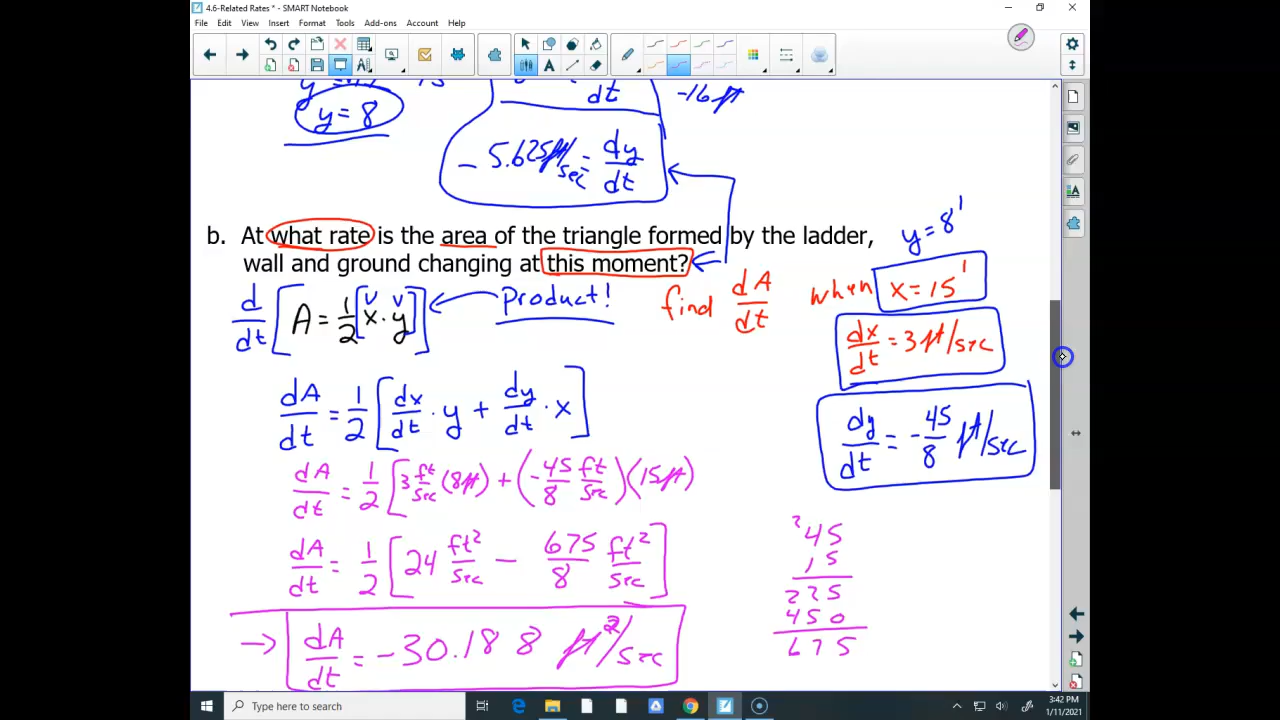 4.6-Related Rates * - SMART Notebook
File Edit View Insert Format Tools Add-ons Account Help
y = 8
dt
-16 ft
- 5.625 ft/sec = dy/dt
b. At what rate is the area of the triangle formed by the ladder,
wall and ground changing at this moment?
y = 8'
d/dt [A = 1/2 [x · y]]
U V
Product!
find dA/dt
when x = 15'
dx/dt = 3 ft/sec
dy/dt = -45/8 ft/sec
dA/dt = 1/2 [dx/dt · y + dy/dt · x]
dA/dt = 1/2 [3 ft/sec (8ft) + (-45/8 ft/sec)(15ft)
dA/dt = 1/2 [24 ft²/sec - 675/8 ft²/sec]
→ dA/dt = -30.188 ft²/sec
2
45
15
225
450
675
Type here to search
3:42 PM
1/11/2021